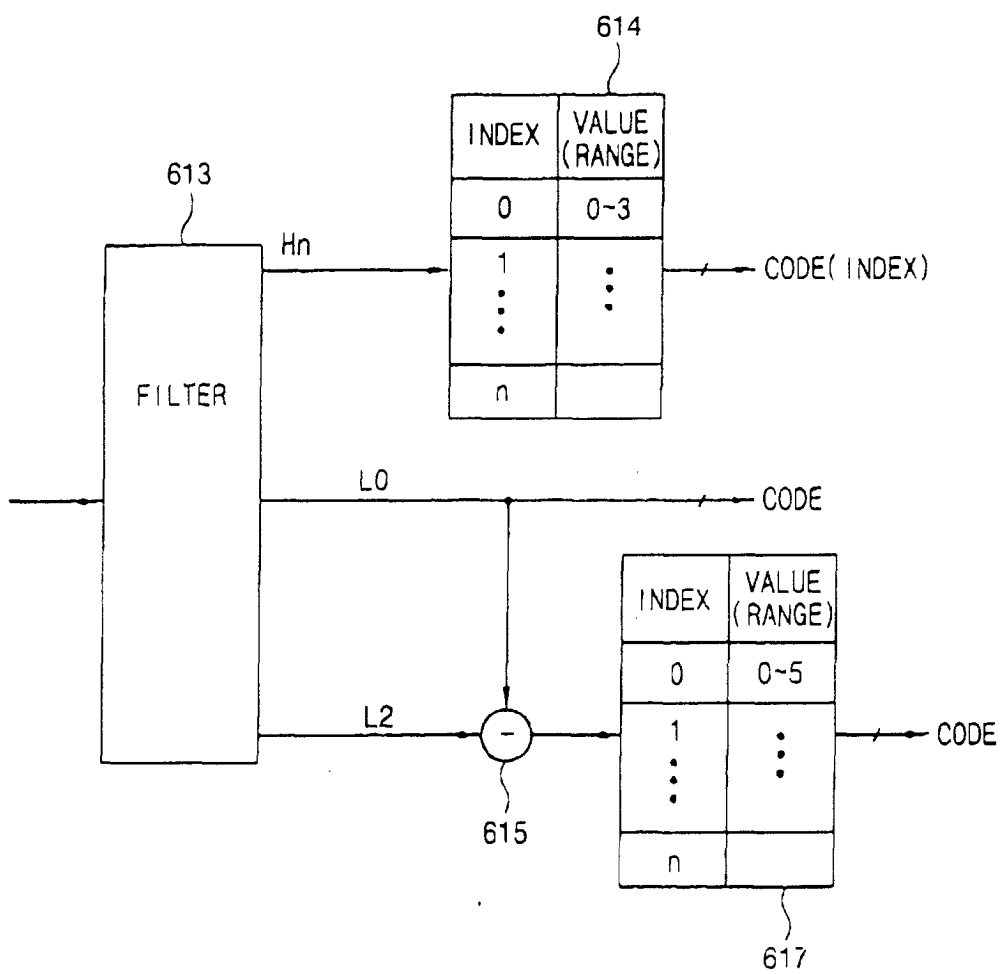 614
INDEX
VALUE
(RANGE)
0
0~3
1
n
CODE(INDEX)
613
Hn
FILTER
L0
CODE
INDEX
VALUE
(RANGE)
0
0~5
1
n
L2
-
615
CODE
617